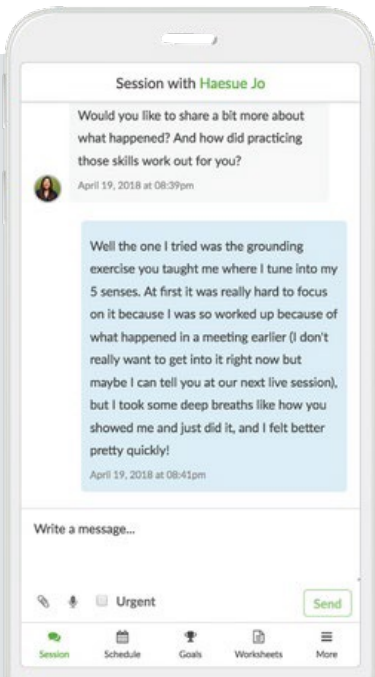 Session with Haesue Jo
Would you like to share a bit more about
what happened? And how did practicing
those skills work out for you?
April 19, 2018 at 08:39pm
Well the one I tried was the grounding
exercise you taught me where I tune into my
5 senses. At first it was really hard to focus
on it because I was so worked up because of
what happened in a meeting earlier (I don't
really want to get into it right now but
maybe I can tell you at our next live session),
but I took some deep breaths like how you
showed me and just did it, and I felt better
pretty quickly!
April 19, 2018 at 08:41pm
Write a message...
Urgent
Send
Session Schedule Goals Worksheets More